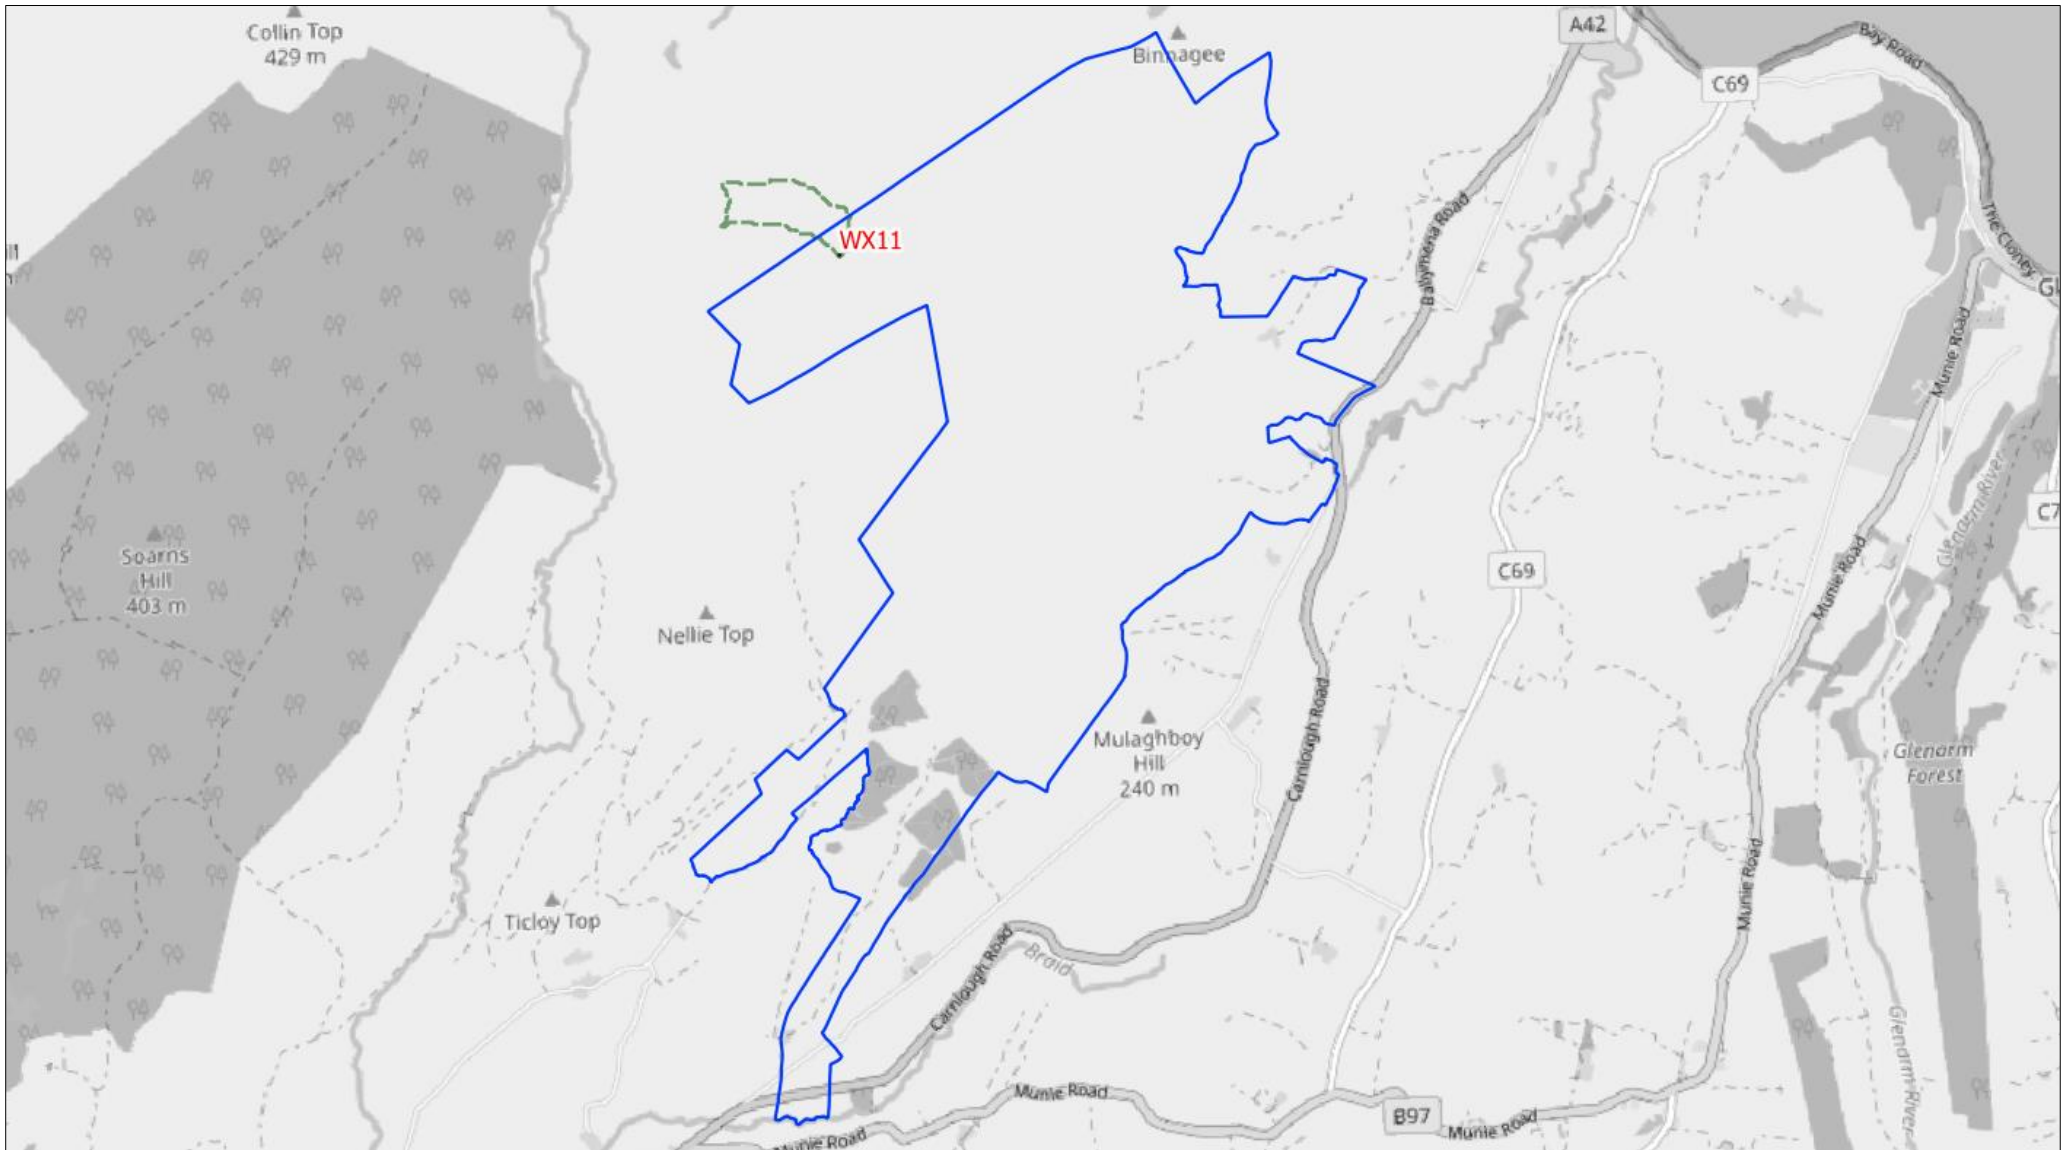 Collin Top
429 m
Binnagee
A42
C69
Bay Road
The Cloney
Ballymena Road
WX11
Munie Road
Glenarm River
Soarns
Hill
403 m
C69
Munie Road
Nellie Top
Mulaghboy
Hill
240 m
Carnlough Road
Glenarm
Forest
Munie Road
Ticloy Top
Carnlough Road
Braid
Glenarm River
Munie Road
B97
Munie Road
Munie Road